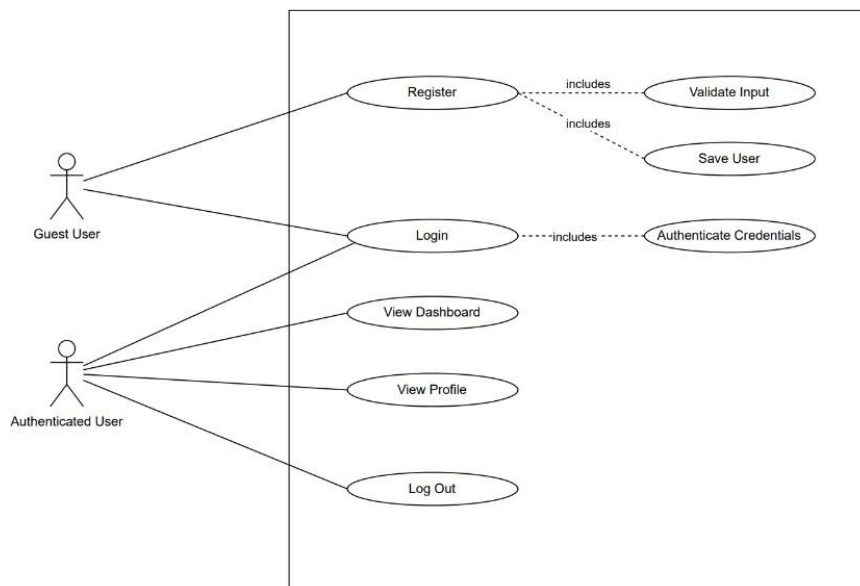 Register
includes
Validate Input
includes
Save User
Guest User
Login
includes
Authenticate Credentials
View Dashboard
View Profile
Authenticated User
Log Out